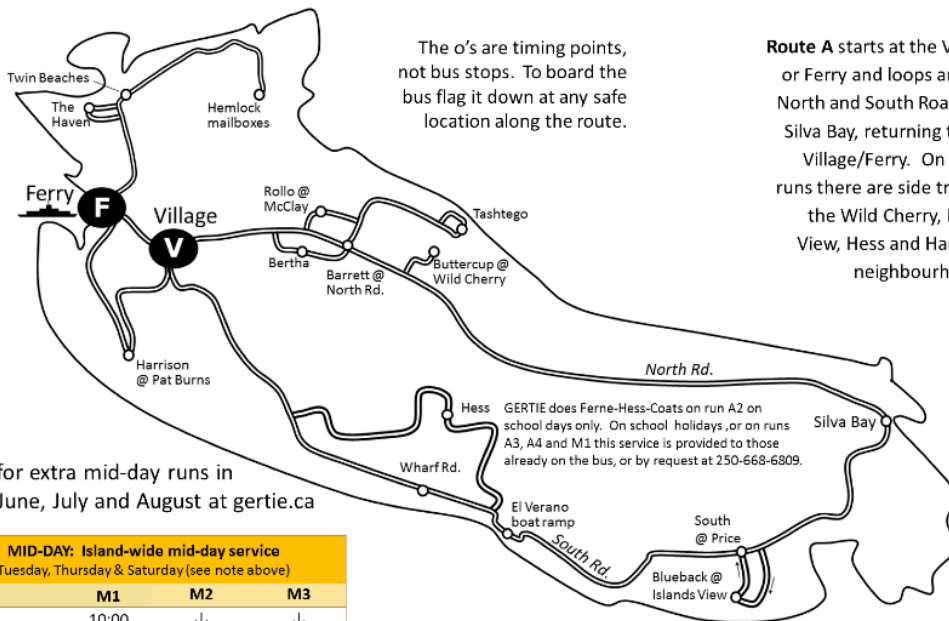 The o's are timing points,
not bus stops. To board the
bus flag it down at any safe
location along the route.
Route A starts at the
or Ferry and loops
North and South
Silva Bay, returning
Village/Ferry. On
runs there are side
the Wild Cherry,
View, Hess and
Twin Beaches
The
Haven
Hemlock
mailboxes
Ferry
F
Village
V
Rollo @
McClay
Tashtego
Bertha
Barrett @
North Rd.
Buttercup @
Wild Cherry
Harrison
@ Pat Burns
North Rd.
Hess
GERTIE does Ferne-Hess-Coats on run A2 on
school days only. On school holidays ,or on runs
A3, A4 and M1 this service is provided to those
already on the bus, or by request at 250-668-6809.
Silva Bay
Wharf Rd.
El Verano
boat ramp
South Rd.
South
@ Price
Blueback @
Islands View
for extra mid-day runs in
June, July and August at gertie.ca
MID-DAY: Island-wide mid-day service
Tuesday, Thursday & Saturday (see note above)
M1 M2 M3
10:00